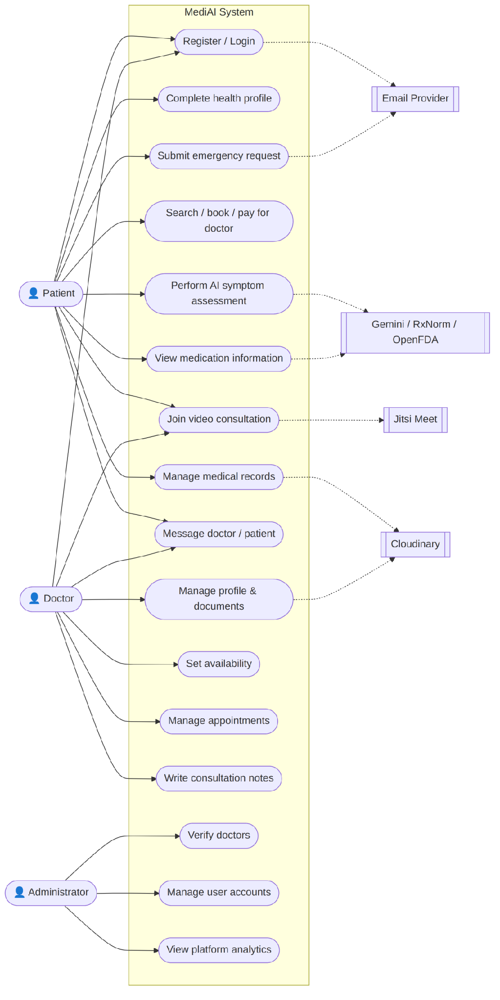 MediAI System
Register / Login
Complete health profile
Email Provider
Submit emergency request
Search / book / pay for
doctor
👤 Patient
Perform AI symptom
assessment
Gemini / RxNorm /
OpenFDA
View medication information
Join video consultation
Jitsi Meet
Manage medical records
Message doctor / patient
Cloudinary
👤 Doctor
Manage profile &
documents
Set availability
Manage appointments
Write consultation notes
Verify doctors
👤 Administrator
Manage user accounts
View platform analytics